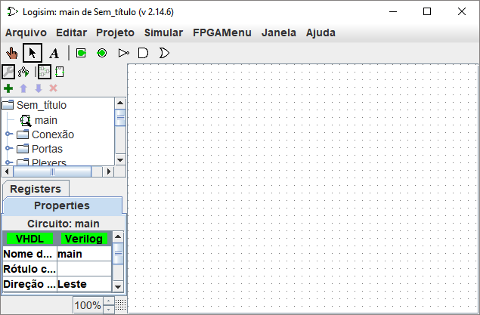 Logisim: main de Sem_título (v 2.14.6)
Arquivo Editar Projeto Simular FPGAMenu Janela Ajuda
A
Sem_título
main
Conexão
Portas
Plexers
Registers
Properties
Circuito: main
VHDL Verilog
Nome d... main
Rótulo c...
Direção ... Leste
100%